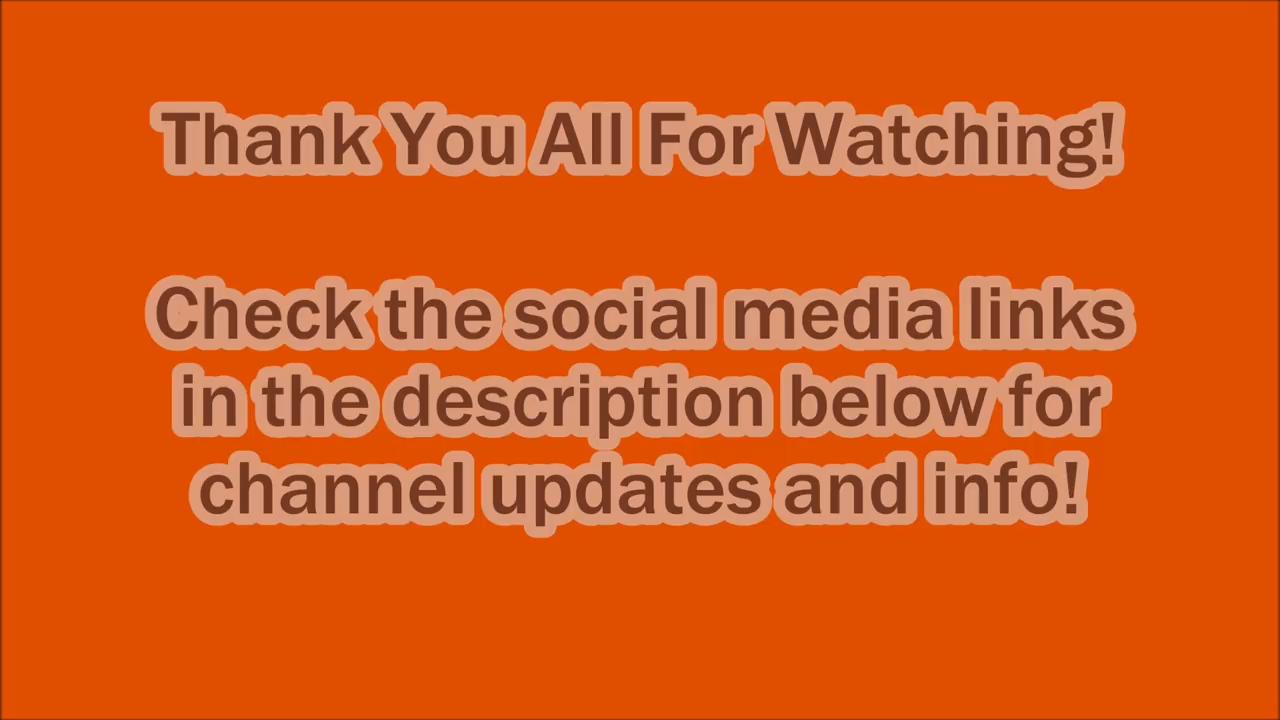 Thank You All For Watching!
Check the social media links
in the description below for
channel updates and info!